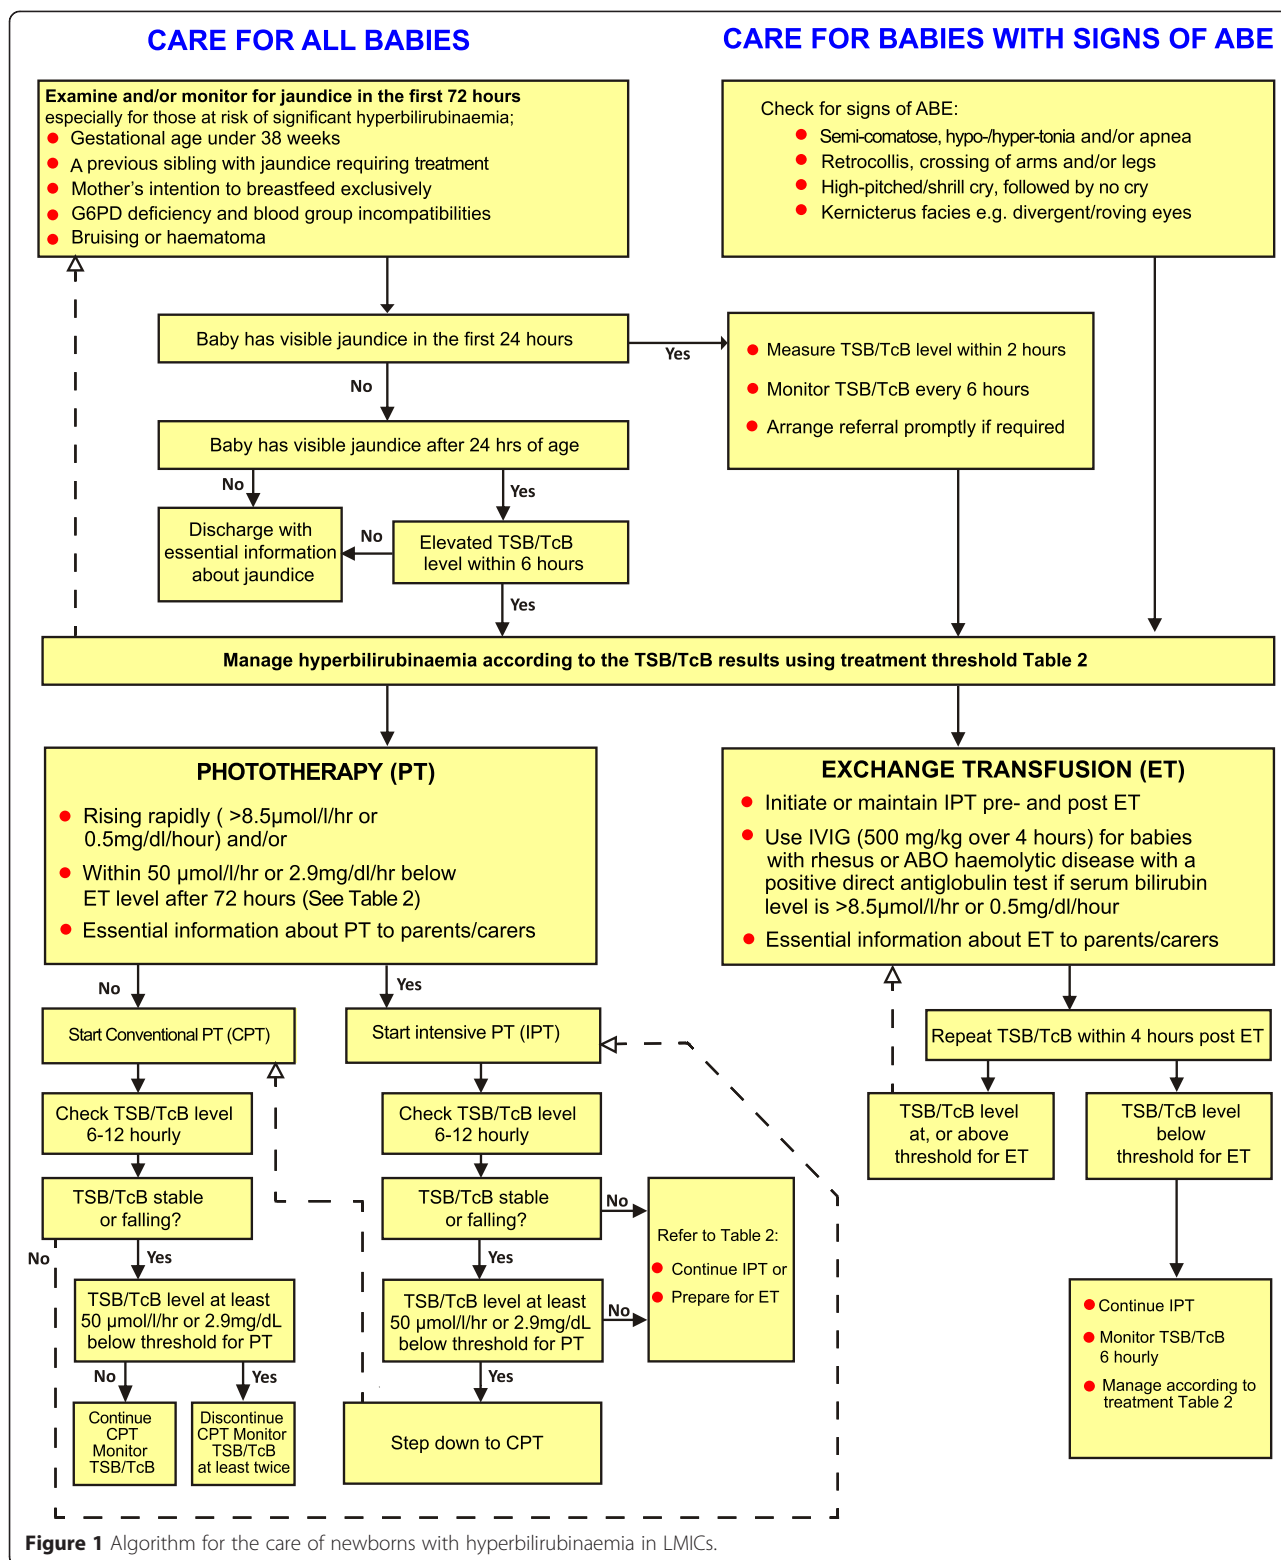 CARE FOR ALL BABIES
CARE FOR BABIES WITH SIGNS OF ABE
Examine and/or monitor for jaundice in the first 72 hours
especially for those at risk of significant hyperbilirubinaemia;
Gestational age under 38 weeks
A previous sibling with jaundice requiring treatment
Mother's intention to breastfeed exclusively
G6PD deficiency and blood group incompatibilities
Bruising or haematoma
Check for signs of ABE:
Semi-comatose, hypo-/hyper-tonia and/or apnea
Retrocollis, crossing of arms and/or legs
High-pitched/shrill cry, followed by no cry
Kernicterus facies e.g. divergent/roving eyes
Baby has visible jaundice in the first 24 hours
Yes
Measure TSB/TcB level within 2 hours
Monitor TSB/TcB every 6 hours
Arrange referral promptly if required
No
Baby has visible jaundice after 24 hrs of age
No
Yes
Discharge with
essential information
about jaundice
No
Elevated TSB/TcB
level within 6 hours
Yes
Manage hyperbilirubinaemia according to the TSB/TcB results using treatment threshold Table 2
PHOTOTHERAPY (PT)
Rising rapidly ( >8.5µmol/l/hr or
0.5mg/dl/hour) and/or
Within 50 µmol/l/hr or 2.9mg/dl/hr below
ET level after 72 hours (See Table 2)
Essential information about PT to parents/carers
EXCHANGE TRANSFUSION (ET)
Initiate or maintain IPT pre- and post ET
Use IVIG (500 mg/kg over 4 hours) for babies
with rhesus or ABO haemolytic disease with a
positive direct antiglobulin test if serum bilirubin
level is >8.5µmol/l/hr or 0.5mg/dl/hour
Essential information about ET to parents/carers
No
Yes
Start Conventional PT (CPT)
Start intensive PT (IPT)
Repeat TSB/TcB within 4 hours post ET
Check TSB/TcB level
6-12 hourly
Check TSB/TcB level
6-12 hourly
TSB/TcB level
at, or above
threshold for ET
TSB/TcB level
below
threshold for ET
TSB/TcB stable
or falling?
TSB/TcB stable
or falling?
No
Refer to Table 2:
Continue IPT or
Prepare for ET
No
Yes
Yes
TSB/TcB level at least
50 µmol/l/hr or 2.9mg/dL
below threshold for PT
TSB/TcB level at least
50 µmol/l/hr or 2.9mg/dL
below threshold for PT
No
Continue IPT
Monitor TSB/TcB
6 hourly
Manage according to
treatment Table 2
No
Yes
Yes
Continue
CPT
Monitor
TSB/TcB
Discontinue
CPT Monitor
TSB/TcB
at least twice
Step down to CPT
Figure 1 Algorithm for the care of newborns with hyperbilirubinaemia in LMICs.